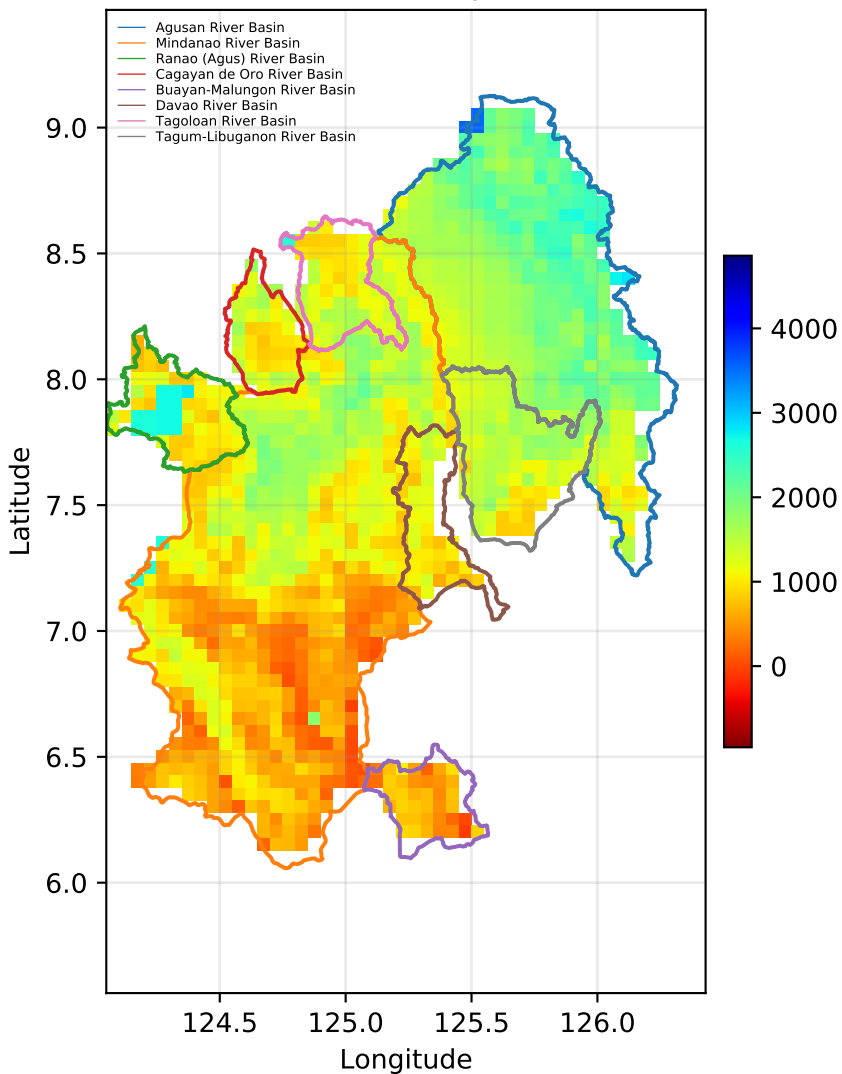 Agusan River Basin
Mindanao River Basin
Ranao (Agus) River Basin
Cagayan de Oro River Basin
Buayan-Malungon River Basin
Davao River Basin
Tagoloan River Basin
Tagum-Libuganon River Basin
9.0
8.5
8.0
7.5
7.0
6.5
6.0
Latitude
124.5 125.0 125.5 126.0
Longitude
4000
3000
2000
1000
0